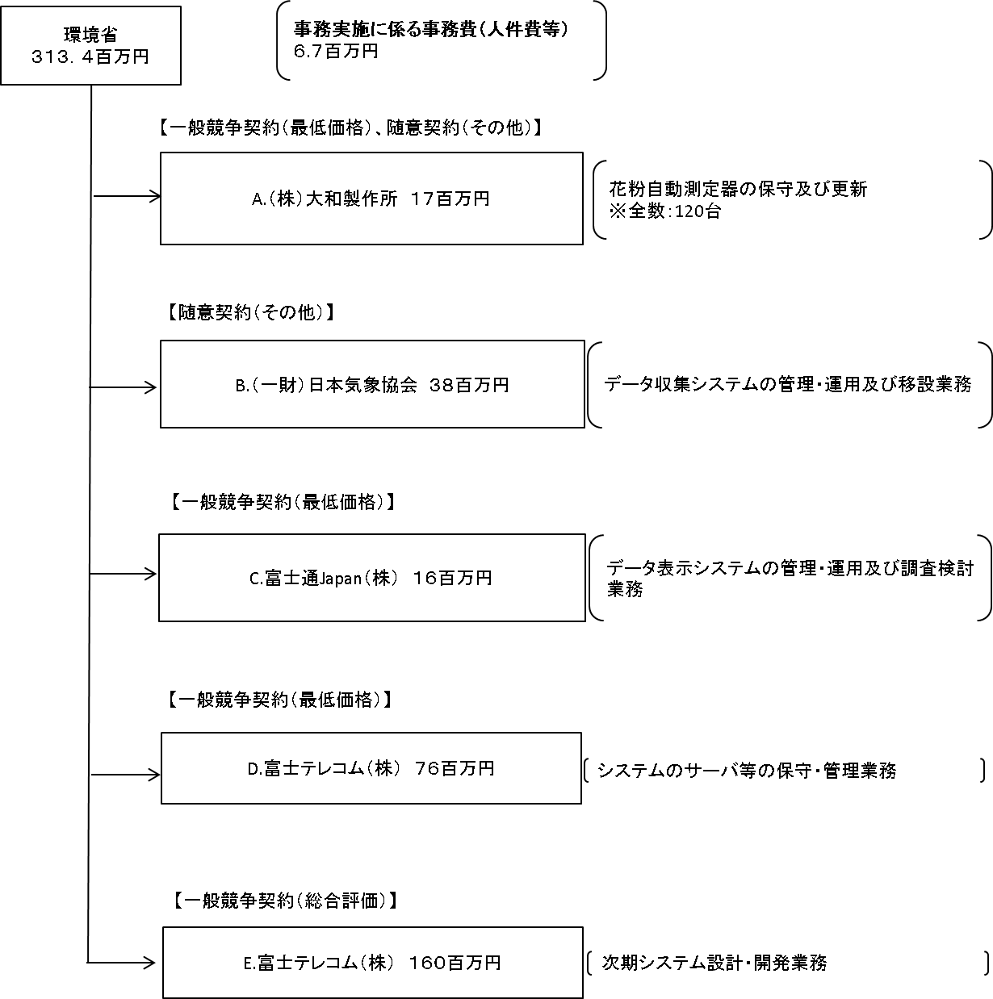 環境省
３１３．４百万円
事務実施に係る事務費（人件費等）
６.７百万円
【一般競争契約（最低価格）、随意契約（その他）】
A.（株）大和製作所　１７百万円
花粉自動測定器の保守及び更新
※全数：120台
【随意契約（その他）】
B.（一財）日本気象協会　３８百万円
データ収集システムの管理・運用及び移設業務
【一般競争契約（最低価格）】
C.富士通Japan（株）　１６百万円
データ表示システムの管理・運用及び調査検討
業務
【一般競争契約（最低価格）】
D.富士テレコム（株）　７６百万円
システムのサーバ等の保守・管理業務
【一般競争契約（総合評価）】
E.富士テレコム（株）　１６０百万円
次期システム設計・開発業務